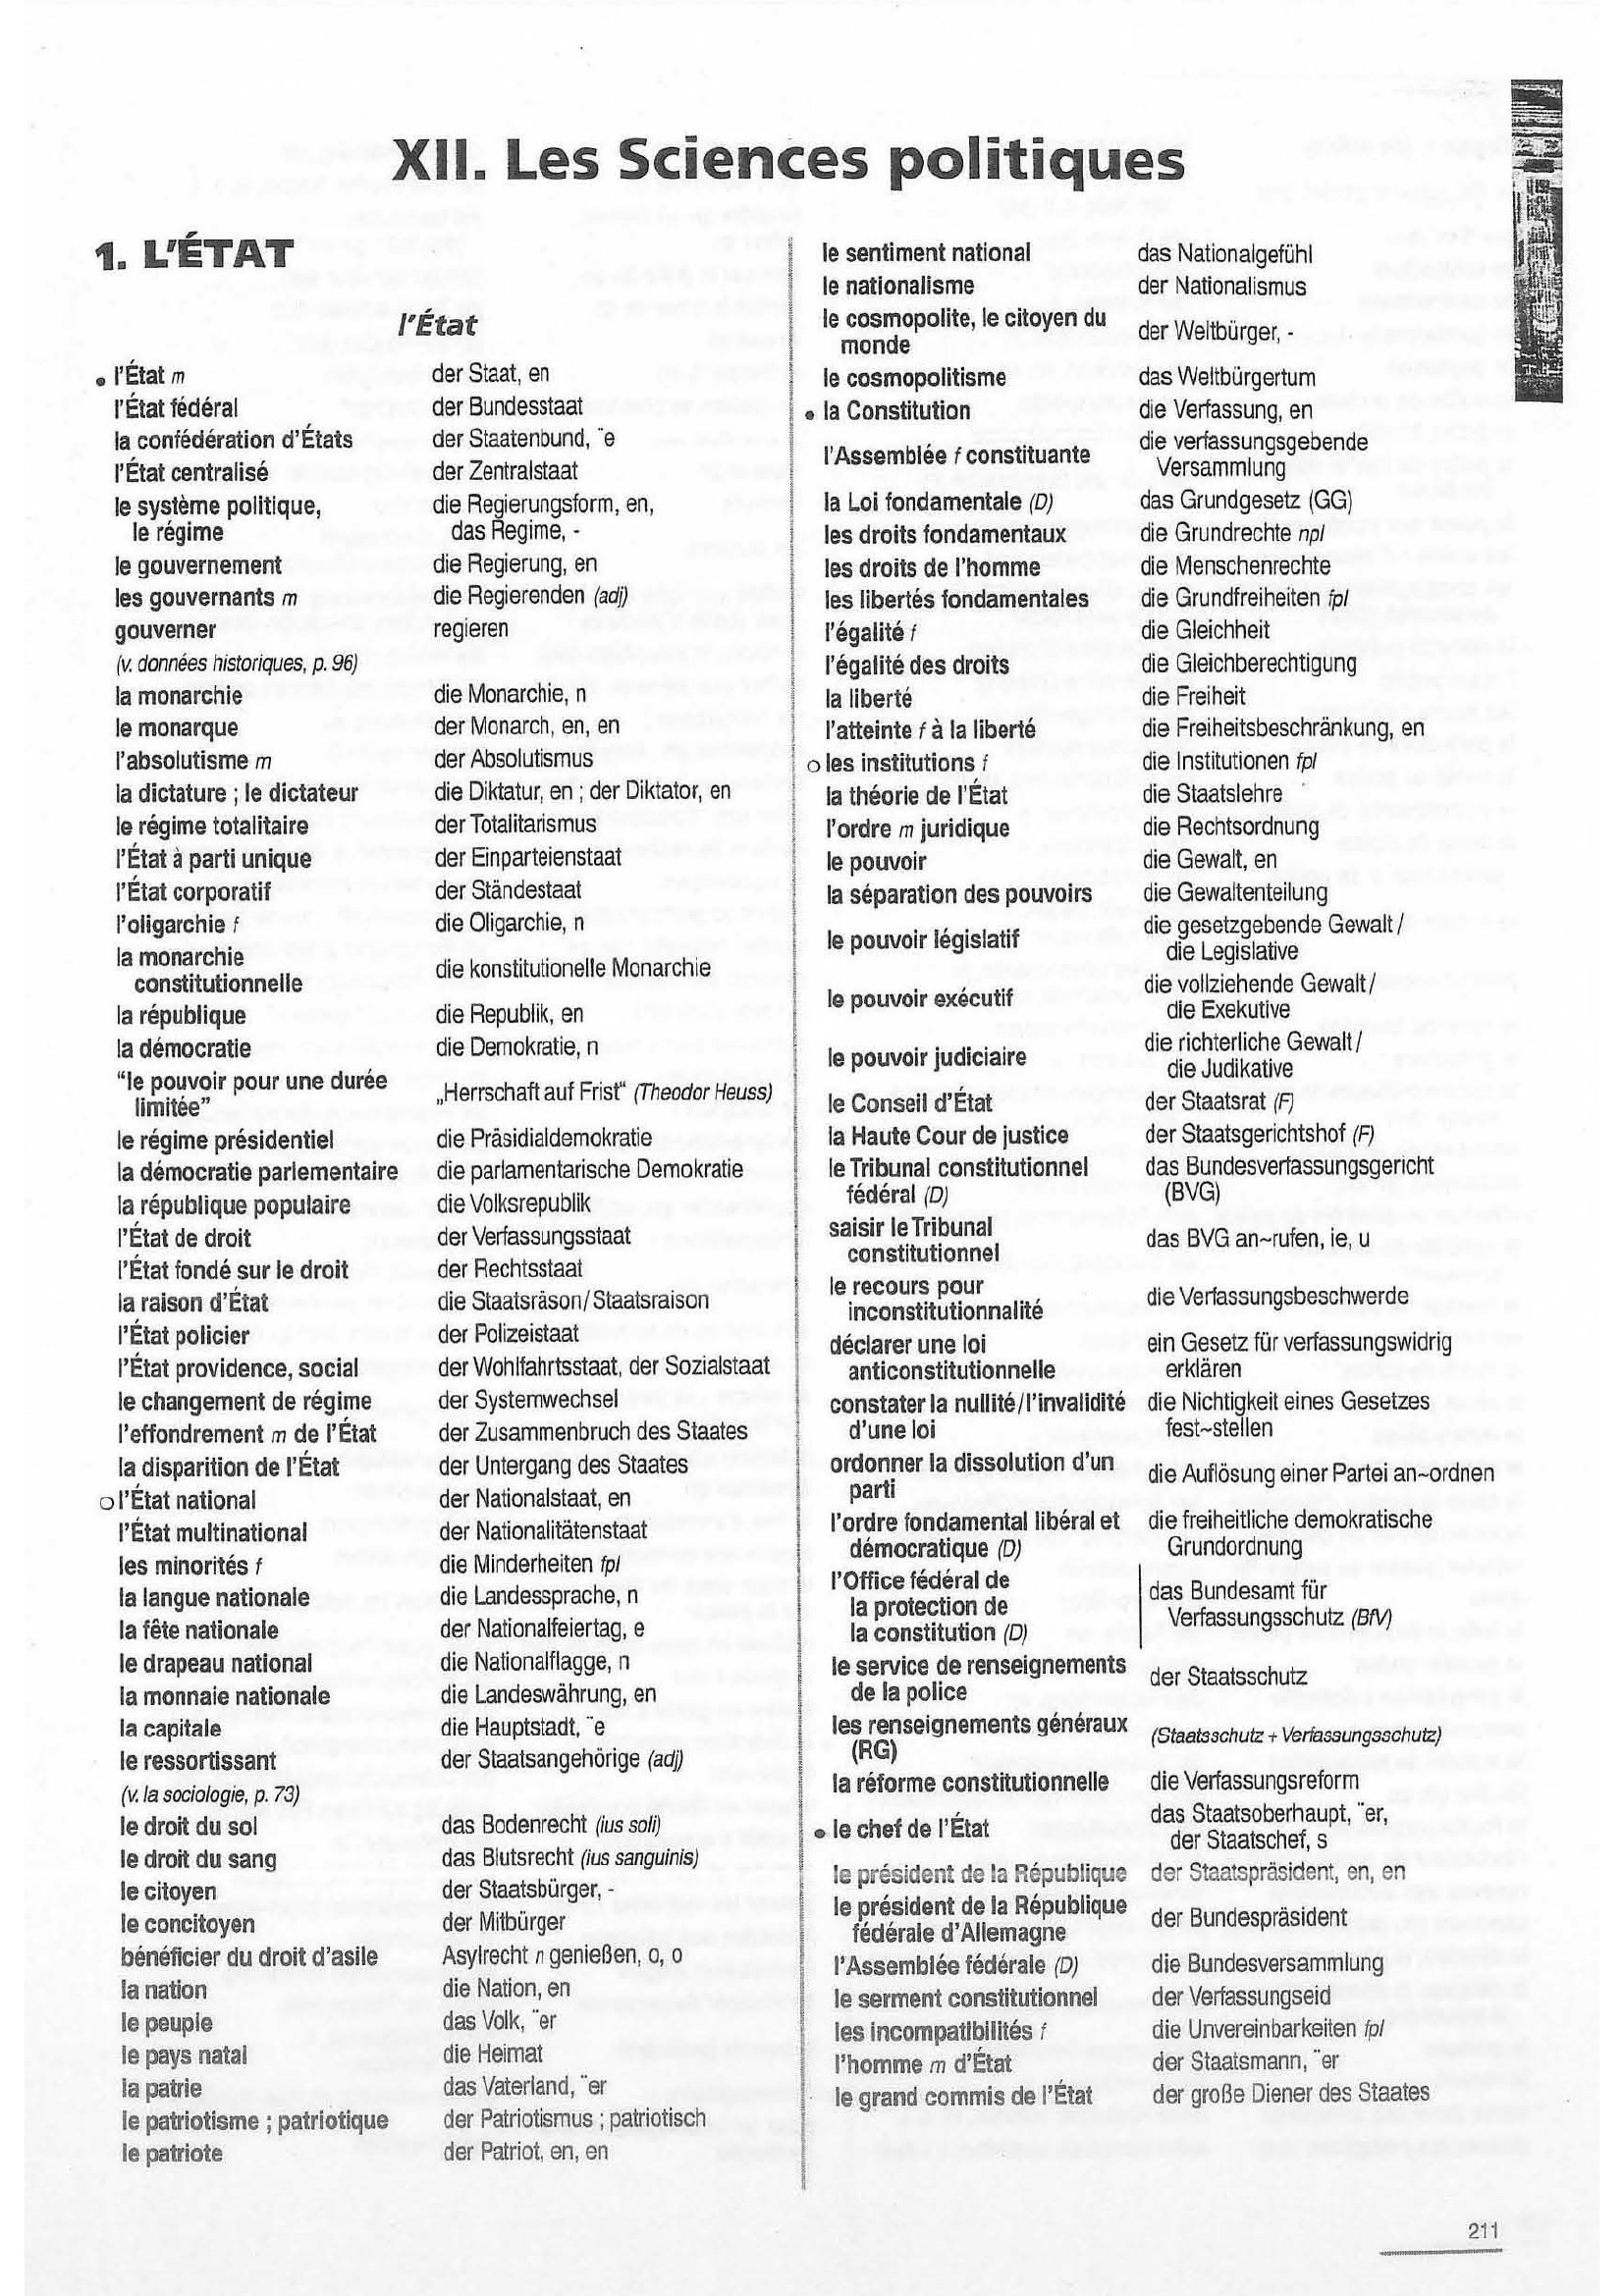 XII. Les Sciences politiques
1. L'ÉTAT
l'État
• l'État m der Staat, en
l'État fédéral der Bundesstaat
la confédération d'États der Staatenbund, ¨e
l'État centralisé der Zentralstaat
le système politique, die Regierungsform, en,
le régime das Regime, -
le gouvernement die Regierung, en
les gouvernants m die Regierenden (adj)
gouverner regieren
(v. données historiques, p. 96)
la monarchie die Monarchie, n
le monarque der Monarch, en, en
l'absolutisme m der Absolutismus
la dictature ; le dictateur die Diktatur, en ; der Diktator, en
le régime totalitaire der Totalitarismus
l'État à parti unique der Einparteienstaat
l'État corporatif der Ständestaat
l'oligarchie f die Oligarchie, n
la monarchie
constitutionnelle die konstitutionelle Monarchie
la république die Republik, en
la démocratie die Demokratie, n
“le pouvoir pour une durée
limitée” „Herrschaft auf Frist“ (Theodor Heuss)
le régime présidentiel die Präsidialdemokratie
la démocratie parlementaire die parlamentarische Demokratie
la république populaire die Volksrepublik
l'État de droit der Verfassungsstaat
l'État fondé sur le droit der Rechtsstaat
la raison d'État die Staatsräson/Staatsraison
l'État policier der Polizeistaat
l'État providence, social der Wohlfahrtsstaat, der Sozialstaat
le changement de régime der Systemwechsel
l'effondrement m de l'État der Zusammenbruch des Staates
la disparition de l'État der Untergang des Staates
○ l'État national der Nationalstaat, en
l'État multinational der Nationalitätenstaat
les minorités f die Minderheiten fpl
la langue nationale die Landessprache, n
la fête nationale der Nationalfeiertag, e
le drapeau national die Nationalflagge, n
la monnaie nationale die Landeswährung, en
la capitale die Hauptstadt, ¨e
le ressortissant der Staatsangehörige (adj)
(v. la sociologie, p. 73)
le droit du sol das Bodenrecht (ius soli)
le droit du sang das Blutsrecht (ius sanguinis)
le citoyen der Staatsbürger, -
le concitoyen der Mitbürger
bénéficier du droit d'asile Asylrecht n genießen, o, o
la nation die Nation, en
le peuple das Volk, ¨er
le pays natal die Heimat
la patrie das Vaterland, ¨er
le patriotisme ; patriotique der Patriotismus ; patriotisch
le patriote der Patriot, en, en
le sentiment national das Nationalgefühl
le nationalisme der Nationalismus
le cosmopolite, le citoyen du
monde der Weltbürger, -
le cosmopolitisme das Weltbürgertum
• la Constitution die Verfassung, en
l'Assemblée f constituante die verfassungsgebende
Versammlung
la Loi fondamentale (D) das Grundgesetz (GG)
les droits fondamentaux die Grundrechte npl
les droits de l'homme die Menschenrechte
les libertés fondamentales die Grundfreiheiten fpl
l'égalité f die Gleichheit
l'égalité des droits die Gleichberechtigung
la liberté die Freiheit
l'atteinte f à la liberté die Freiheitsbeschränkung, en
○ les institutions f die Institutionen fpl
la théorie de l'État die Staatslehre
l'ordre m juridique die Rechtsordnung
le pouvoir die Gewalt, en
la séparation des pouvoirs die Gewaltenteilung
le pouvoir législatif die gesetzgebende Gewalt /
die Legislative
le pouvoir exécutif die vollziehende Gewalt /
die Exekutive
le pouvoir judiciaire die richterliche Gewalt /
die Judikative
le Conseil d'État der Staatsrat (F)
la Haute Cour de justice der Staatsgerichtshof (F)
le Tribunal constitutionnel das Bundesverfassungsgericht
fédéral (D) (BVG)
saisir le Tribunal
constitutionnel das BVG an~rufen, ie, u
le recours pour
inconstitutionnalité die Verfassungsbeschwerde
déclarer une loi ein Gesetz für verfassungswidrig
anticonstitutionnelle erklären
constater la nullité/l'invalidité die Nichtigkeit eines Gesetzes
d'une loi fest~stellen
ordonner la dissolution d'un
parti die Auflösung einer Partei an~ordnen
l'ordre fondamental libéral et die freiheitliche demokratische
démocratique (D) Grundordnung
l'Office fédéral de
la protection de das Bundesamt für
la constitution (D) Verfassungsschutz (BfV)
le service de renseignements
de la police der Staatsschutz
les renseignements généraux
(RG) (Staatsschutz + Verfassungsschutz)
la réforme constitutionnelle die Verfassungsreform
• le chef de l'État das Staatsoberhaupt, ¨er,
der Staatschef, s
le président de la République der Staatspräsident, en, en
le président de la République
fédérale d'Allemagne der Bundespräsident
l'Assemblée fédérale (D) die Bundesversammlung
le serment constitutionnel der Verfassungseid
les incompatibilités f die Unvereinbarkeiten fpl
l'homme m d'État der Staatsmann, ¨er
le grand commis de l'État der große Diener des Staates
211